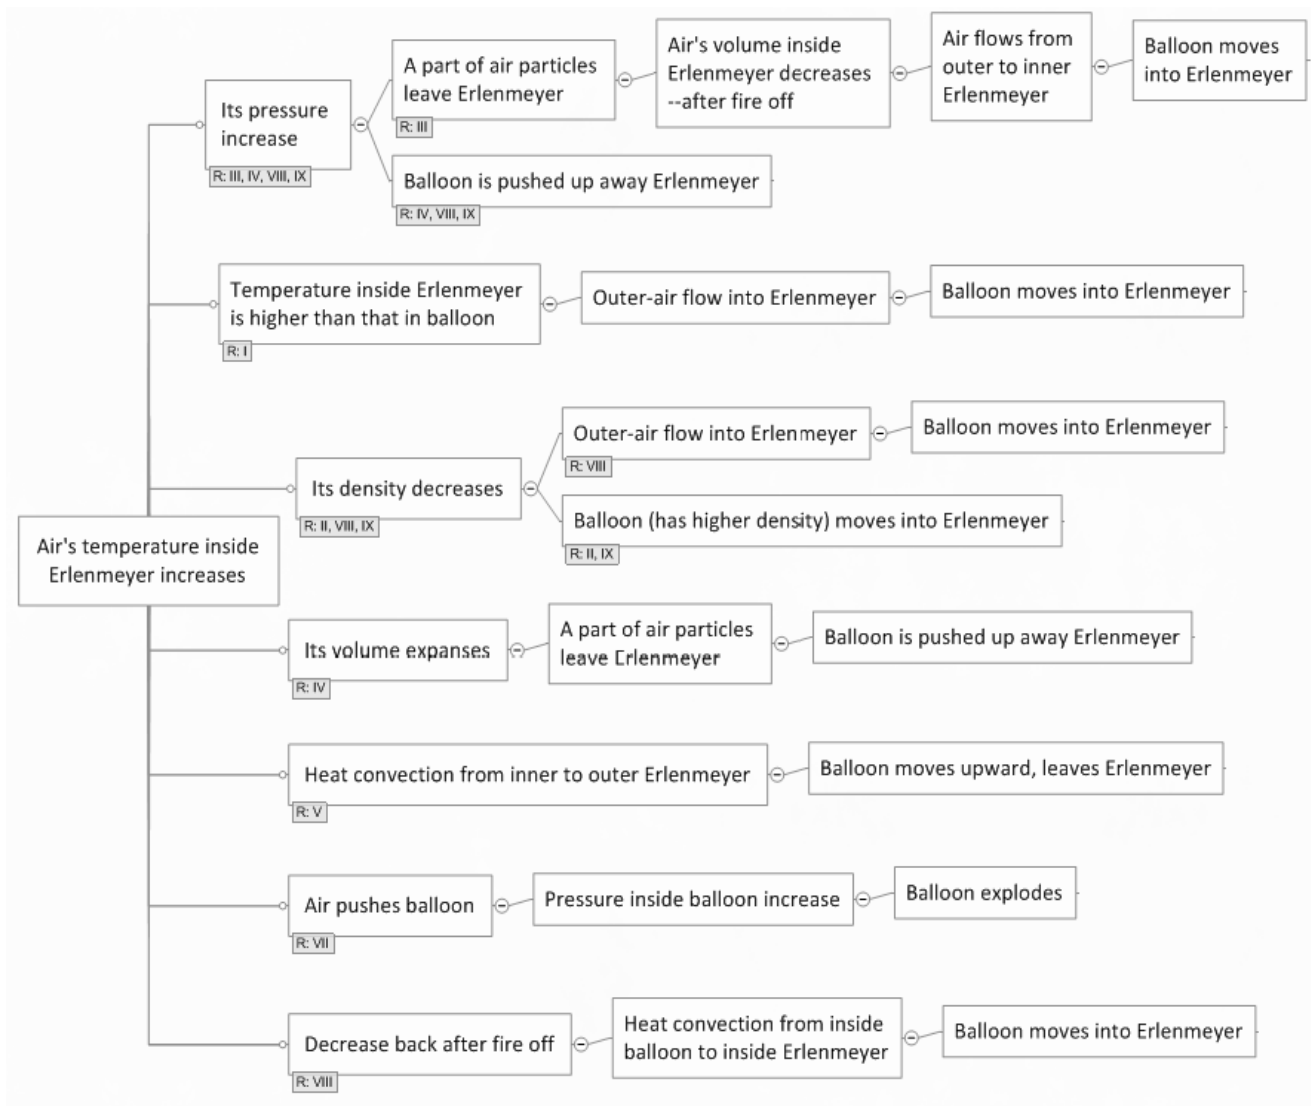 Its pressure
increase
R: III, IV, VIII, IX
A part of air particles
leave Erlenmeyer
R: III
Air's volume inside
Erlenmeyer decreases
--after fire off
Air flows from
outer to inner
Erlenmeyer
Balloon moves
into Erlenmeyer
Balloon is pushed up away Erlenmeyer
R: IV, VIII, IX
Temperature inside Erlenmeyer
is higher than that in balloon
R: I
Outer-air flow into Erlenmeyer
Balloon moves into Erlenmeyer
Its density decreases
R: II, VIII, IX
Outer-air flow into Erlenmeyer
R: VIII
Balloon moves into Erlenmeyer
Balloon (has higher density) moves into Erlenmeyer
R: II, IX
Air's temperature inside
Erlenmeyer increases
Its volume expanses
R: IV
A part of air particles
leave Erlenmeyer
Balloon is pushed up away Erlenmeyer
Heat convection from inner to outer Erlenmeyer
R: V
Balloon moves upward, leaves Erlenmeyer
Air pushes balloon
R: VII
Pressure inside balloon increase
Balloon explodes
Decrease back after fire off
R: VIII
Heat convection from inside
balloon to inside Erlenmeyer
Balloon moves into Erlenmeyer